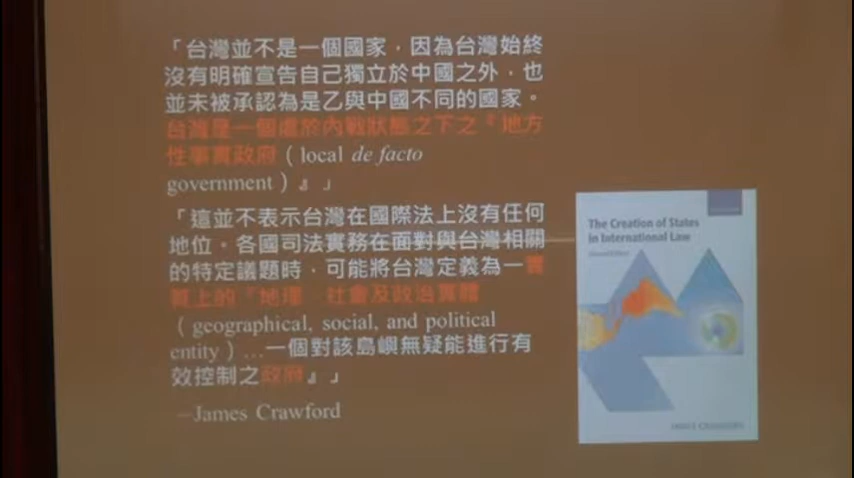 「台灣並不是一個國家，因為台灣始終
沒有明確宣告自己獨立於中國之外，也
並未被承認為是乙與中國不同的國家。
台灣是一個處於內戰狀態之下之『地方
性事實政府（local de facto
government）』」
「這並不表示台灣在國際法上沒有任何
地位。各國司法實務在面對與台灣相關
的特定議題時，可能將台灣定義為一實
質上的『地理、社會及政治實體
（geographical, social, and political
entity）…一個對該島嶼無疑能進行有
效控制之政府』」
—James Crawford
The Creation of States
in International Law